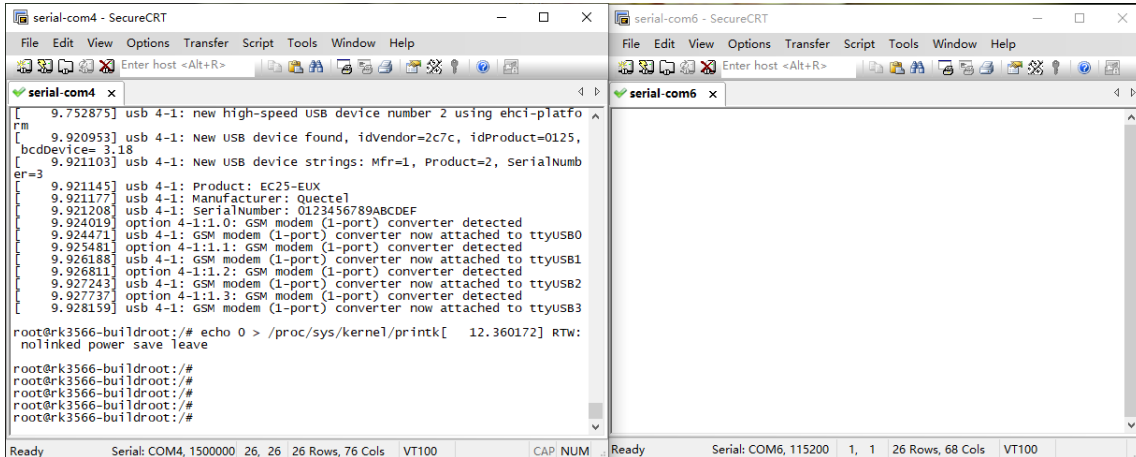 serial-com4 - SecureCRT
File Edit View Options Transfer Script Tools Window Help
Enter host <Alt+R>
serial-com4
[    9.752875] usb 4-1: new high-speed USB device number 2 using ehci-platfo
rm
[    9.920953] usb 4-1: New USB device found, idVendor=2c7c, idProduct=0125,
 bcdDevice= 3.18
[    9.921103] usb 4-1: New USB device strings: Mfr=1, Product=2, SerialNumb
er=3
[    9.921145] usb 4-1: Product: EC25-EUX
[    9.921177] usb 4-1: Manufacturer: Quectel
[    9.921208] usb 4-1: SerialNumber: 0123456789ABCDEF
[    9.924019] option 4-1:1.0: GSM modem (1-port) converter detected
[    9.924471] usb 4-1: GSM modem (1-port) converter now attached to ttyUSB0
[    9.925481] option 4-1:1.1: GSM modem (1-port) converter detected
[    9.926188] usb 4-1: GSM modem (1-port) converter now attached to ttyUSB1
[    9.926811] option 4-1:1.2: GSM modem (1-port) converter detected
[    9.927243] usb 4-1: GSM modem (1-port) converter now attached to ttyUSB2
[    9.927737] option 4-1:1.3: GSM modem (1-port) converter detected
[    9.928159] usb 4-1: GSM modem (1-port) converter now attached to ttyUSB3
root@rk3566-buildroot:/# echo 0 > /proc/sys/kernel/printk[   12.360172] RTW:
 nolinked power save leave
root@rk3566-buildroot:/#
root@rk3566-buildroot:/#
root@rk3566-buildroot:/#
root@rk3566-buildroot:/#
root@rk3566-buildroot:/#
Ready Serial: COM4, 1500000 26, 26 26 Rows, 76 Cols VT100 CAP NUM
serial-com6 - SecureCRT
File Edit View Options Transfer Script Tools Window Help
Enter host <Alt+R>
serial-com6
Ready Serial: COM6, 115200 1, 1 26 Rows, 68 Cols VT100